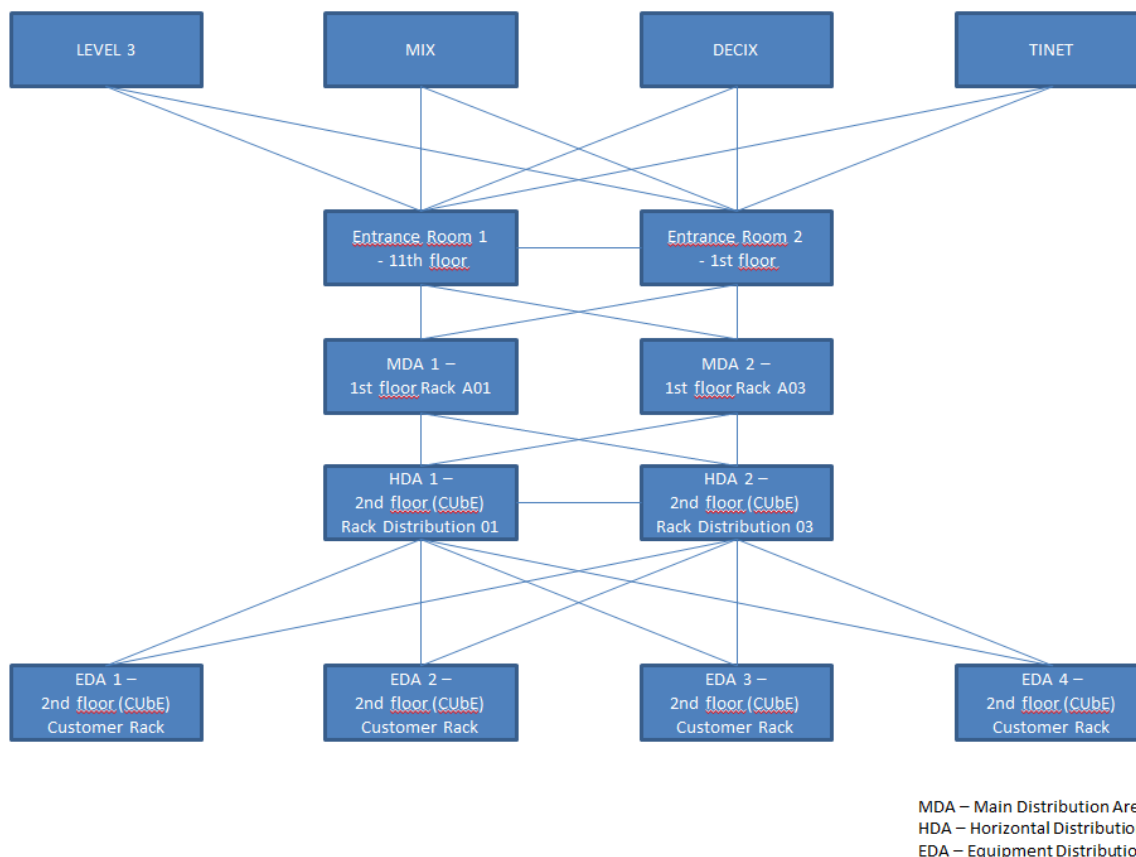 LEVEL 3
MIX
DECIX
TINET
Entrance Room 1
- 11th floor
Entrance Room 2
- 1st floor
MDA 1 –
1st floor Rack A01
MDA 2 –
1st floor Rack A03
HDA 1 –
2nd floor (CUbE)
Rack Distribution 01
HDA 2 –
2nd floor (CUbE)
Rack Distribution 03
EDA 1 –
2nd floor (CUbE)
Customer Rack
EDA 2 –
2nd floor (CUbE)
Customer Rack
EDA 3 –
2nd floor (CUbE)
Customer Rack
EDA 4 –
2nd floor (CUbE)
Customer Rack
MDA – Main Distribution Are
HDA – Horizontal Distributio
EDA – Equipment Distributio